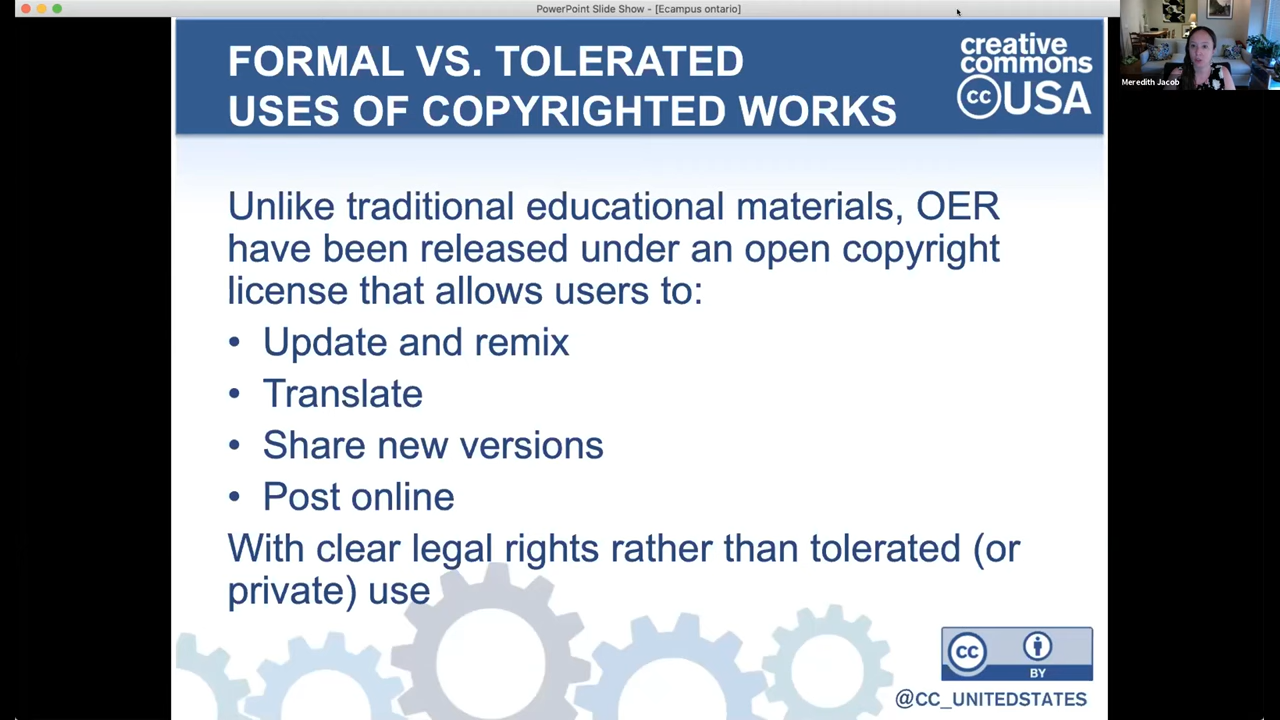 PowerPoint Slide Show - [Ecampus ontario]
FORMAL VS. TOLERATED
USES OF COPYRIGHTED WORKS
creative
commons
cc USA
Meredith Jacob
Unlike traditional educational materials, OER
have been released under an open copyright
license that allows users to:
• Update and remix
• Translate
• Share new versions
• Post online
With clear legal rights rather than tolerated (or
private) use
cc
BY
@CC_UNITEDSTATES